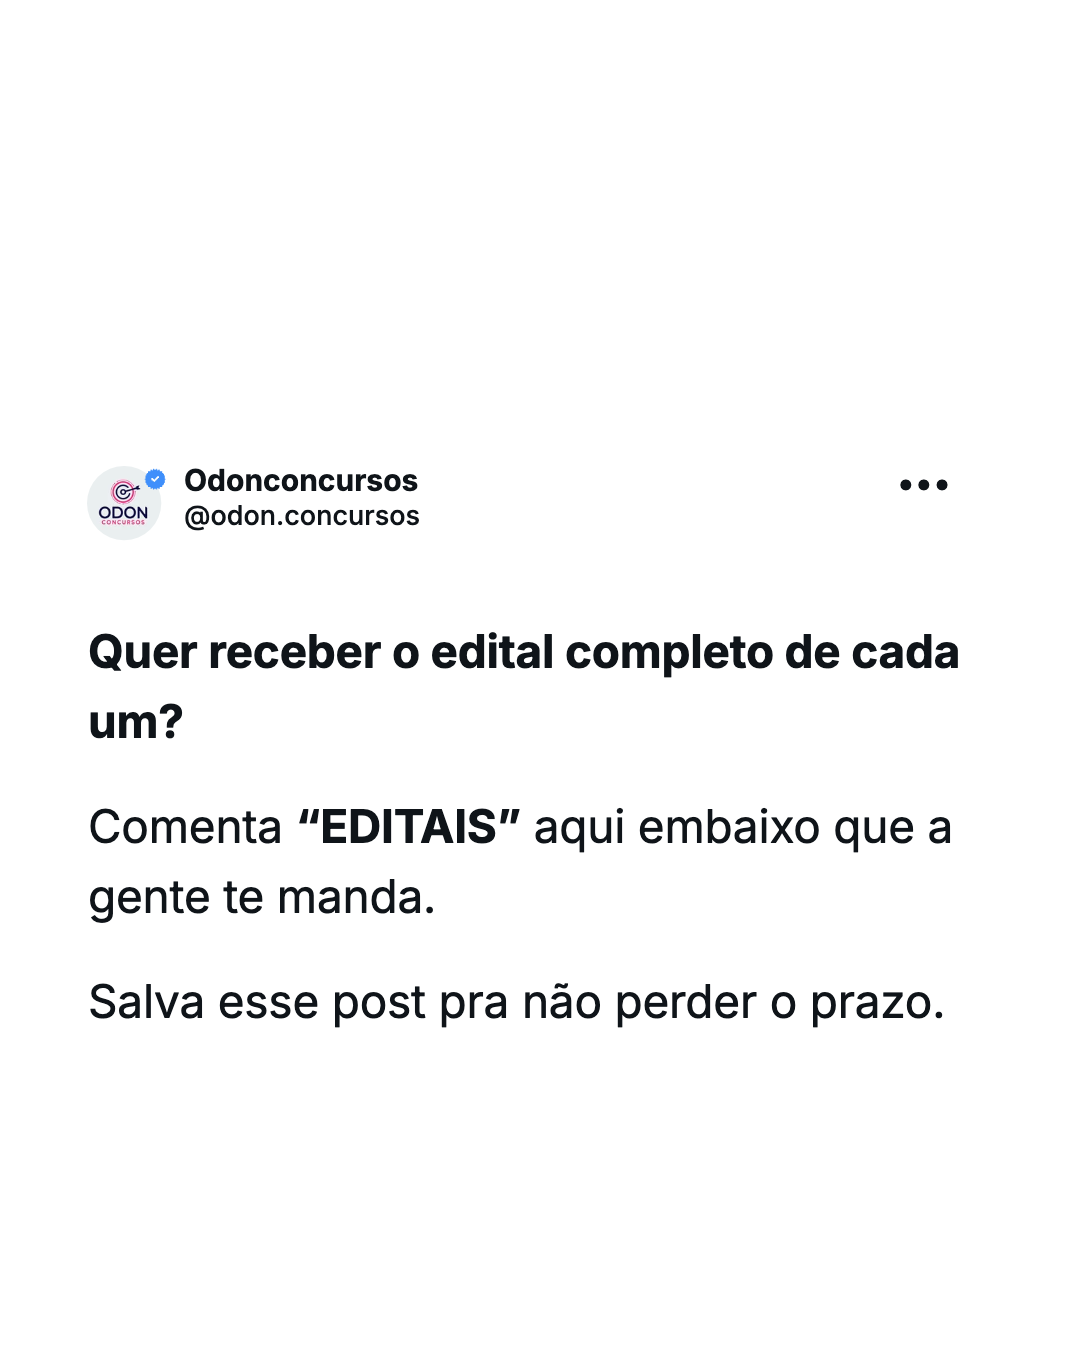 Odonconcursos
@odon.concursos
ODON
CONCURSOS
Quer receber o edital completo de cada
um?
Comenta “EDITAIS” aqui embaixo que a
gente te manda.
Salva esse post pra não perder o prazo.